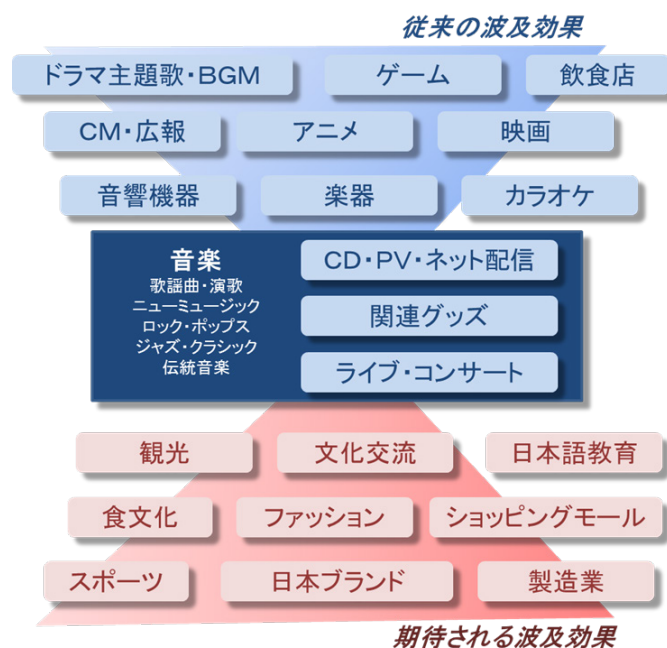 従来の波及効果
ドラマ主題歌・BGM
ゲーム
飲食店
CM・広報
アニメ
映画
音響機器
楽器
カラオケ
音楽
歌謡曲・演歌
ニューミュージック
ロック・ポップス
ジャズ・クラシック
伝統音楽
CD・PV・ネット配信
関連グッズ
ライブ・コンサート
観光
文化交流
日本語教育
食文化
ファッション
ショッピングモール
スポーツ
日本ブランド
製造業
期待される波及効果